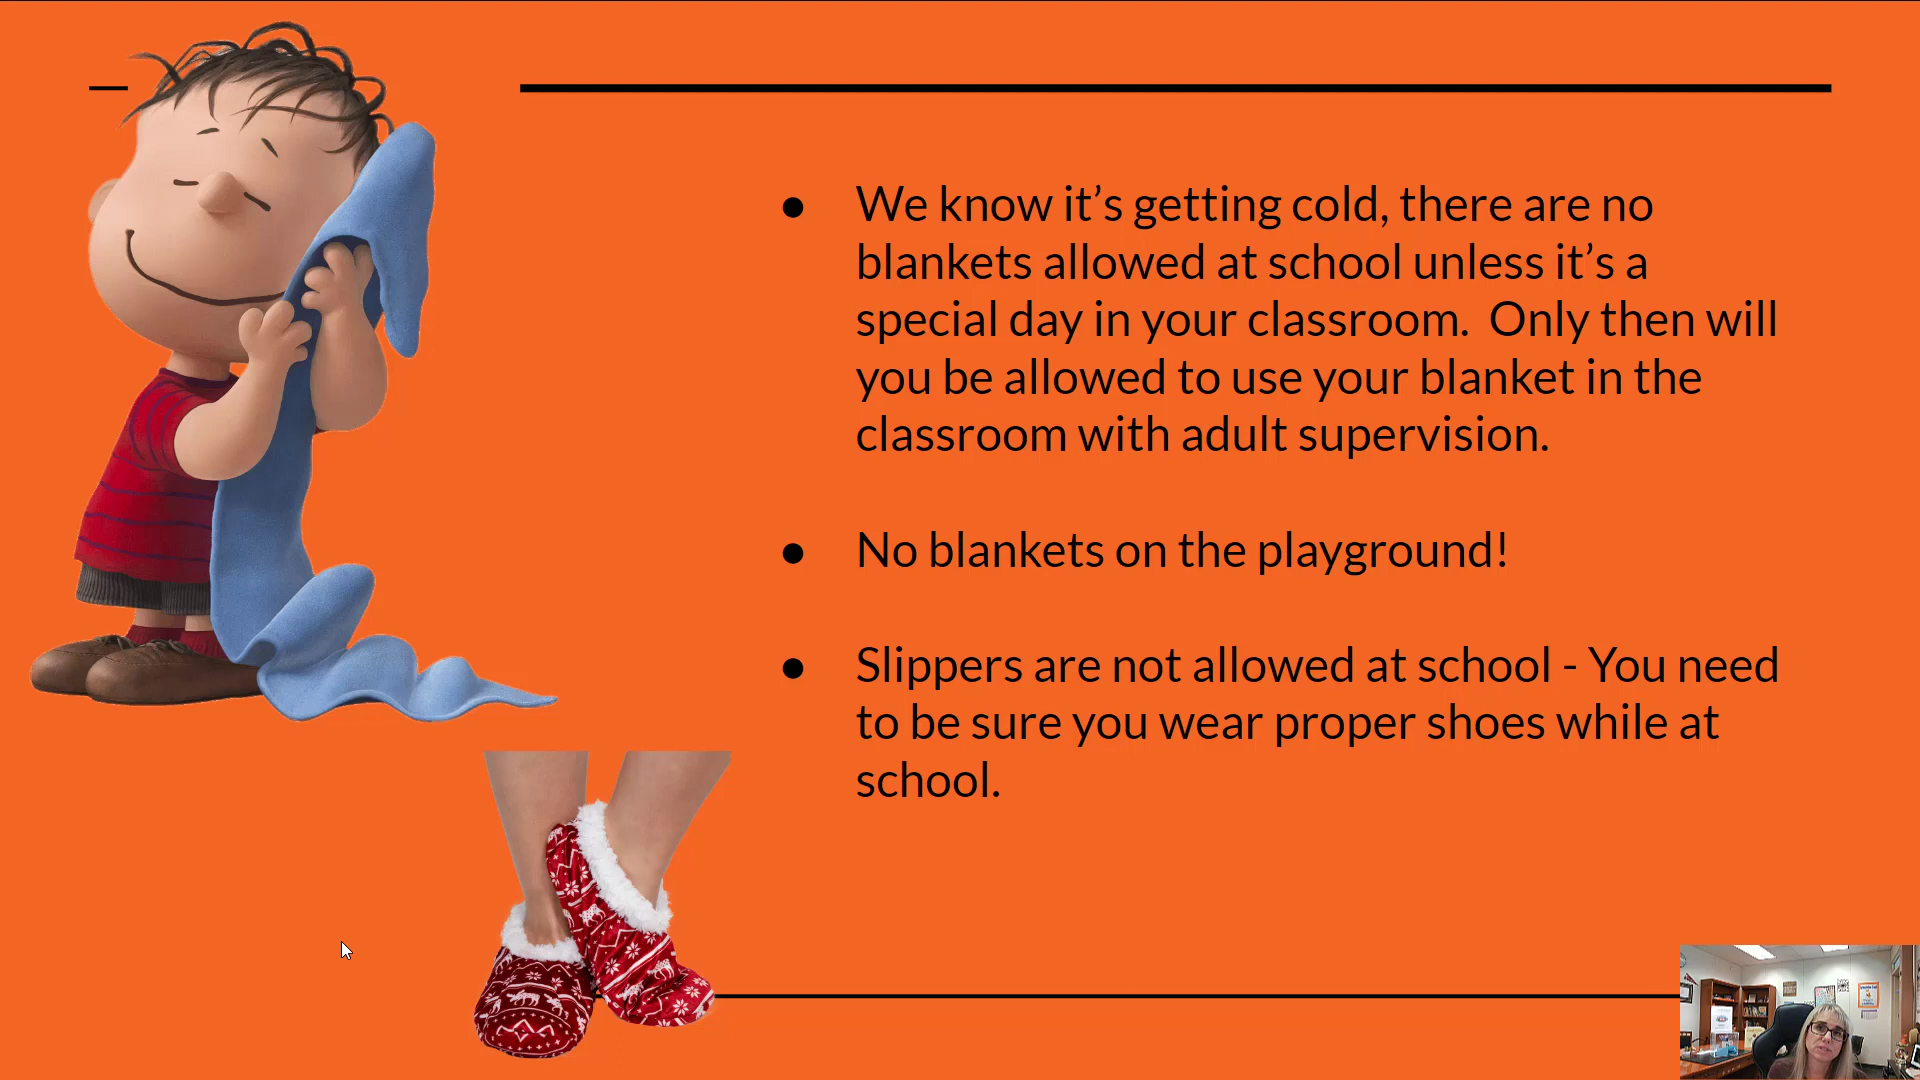 ● We know it’s getting cold, there are no
blankets allowed at school unless it’s a
special day in your classroom.  Only then will
you be allowed to use your blanket in the
classroom with adult supervision.
● No blankets on the playground!
● Slippers are not allowed at school - You need
to be sure you wear proper shoes while at
school.